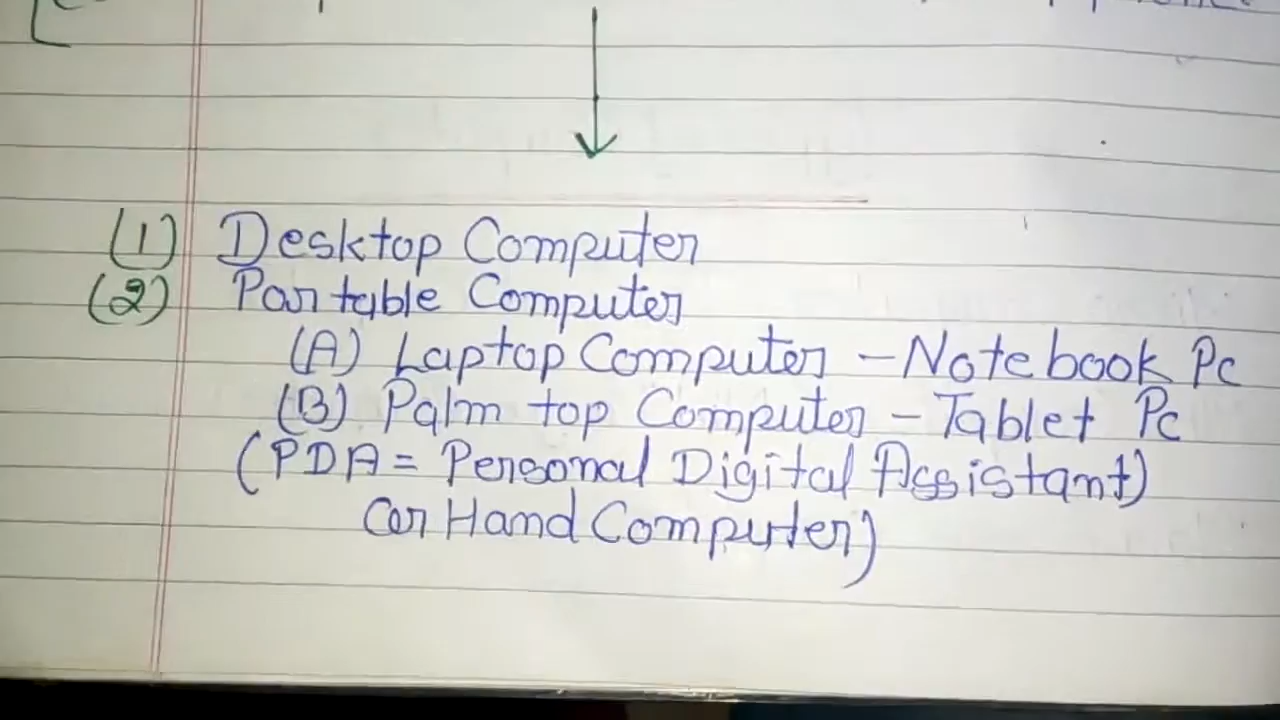 (1) Desktop Computer
(2) Portable Computer
(A) Laptop Computer - Notebook Pc
(B) Palm top Computer - Tablet Pc
(PDA = Personal Digital Assistant)
(or Hand Computer)